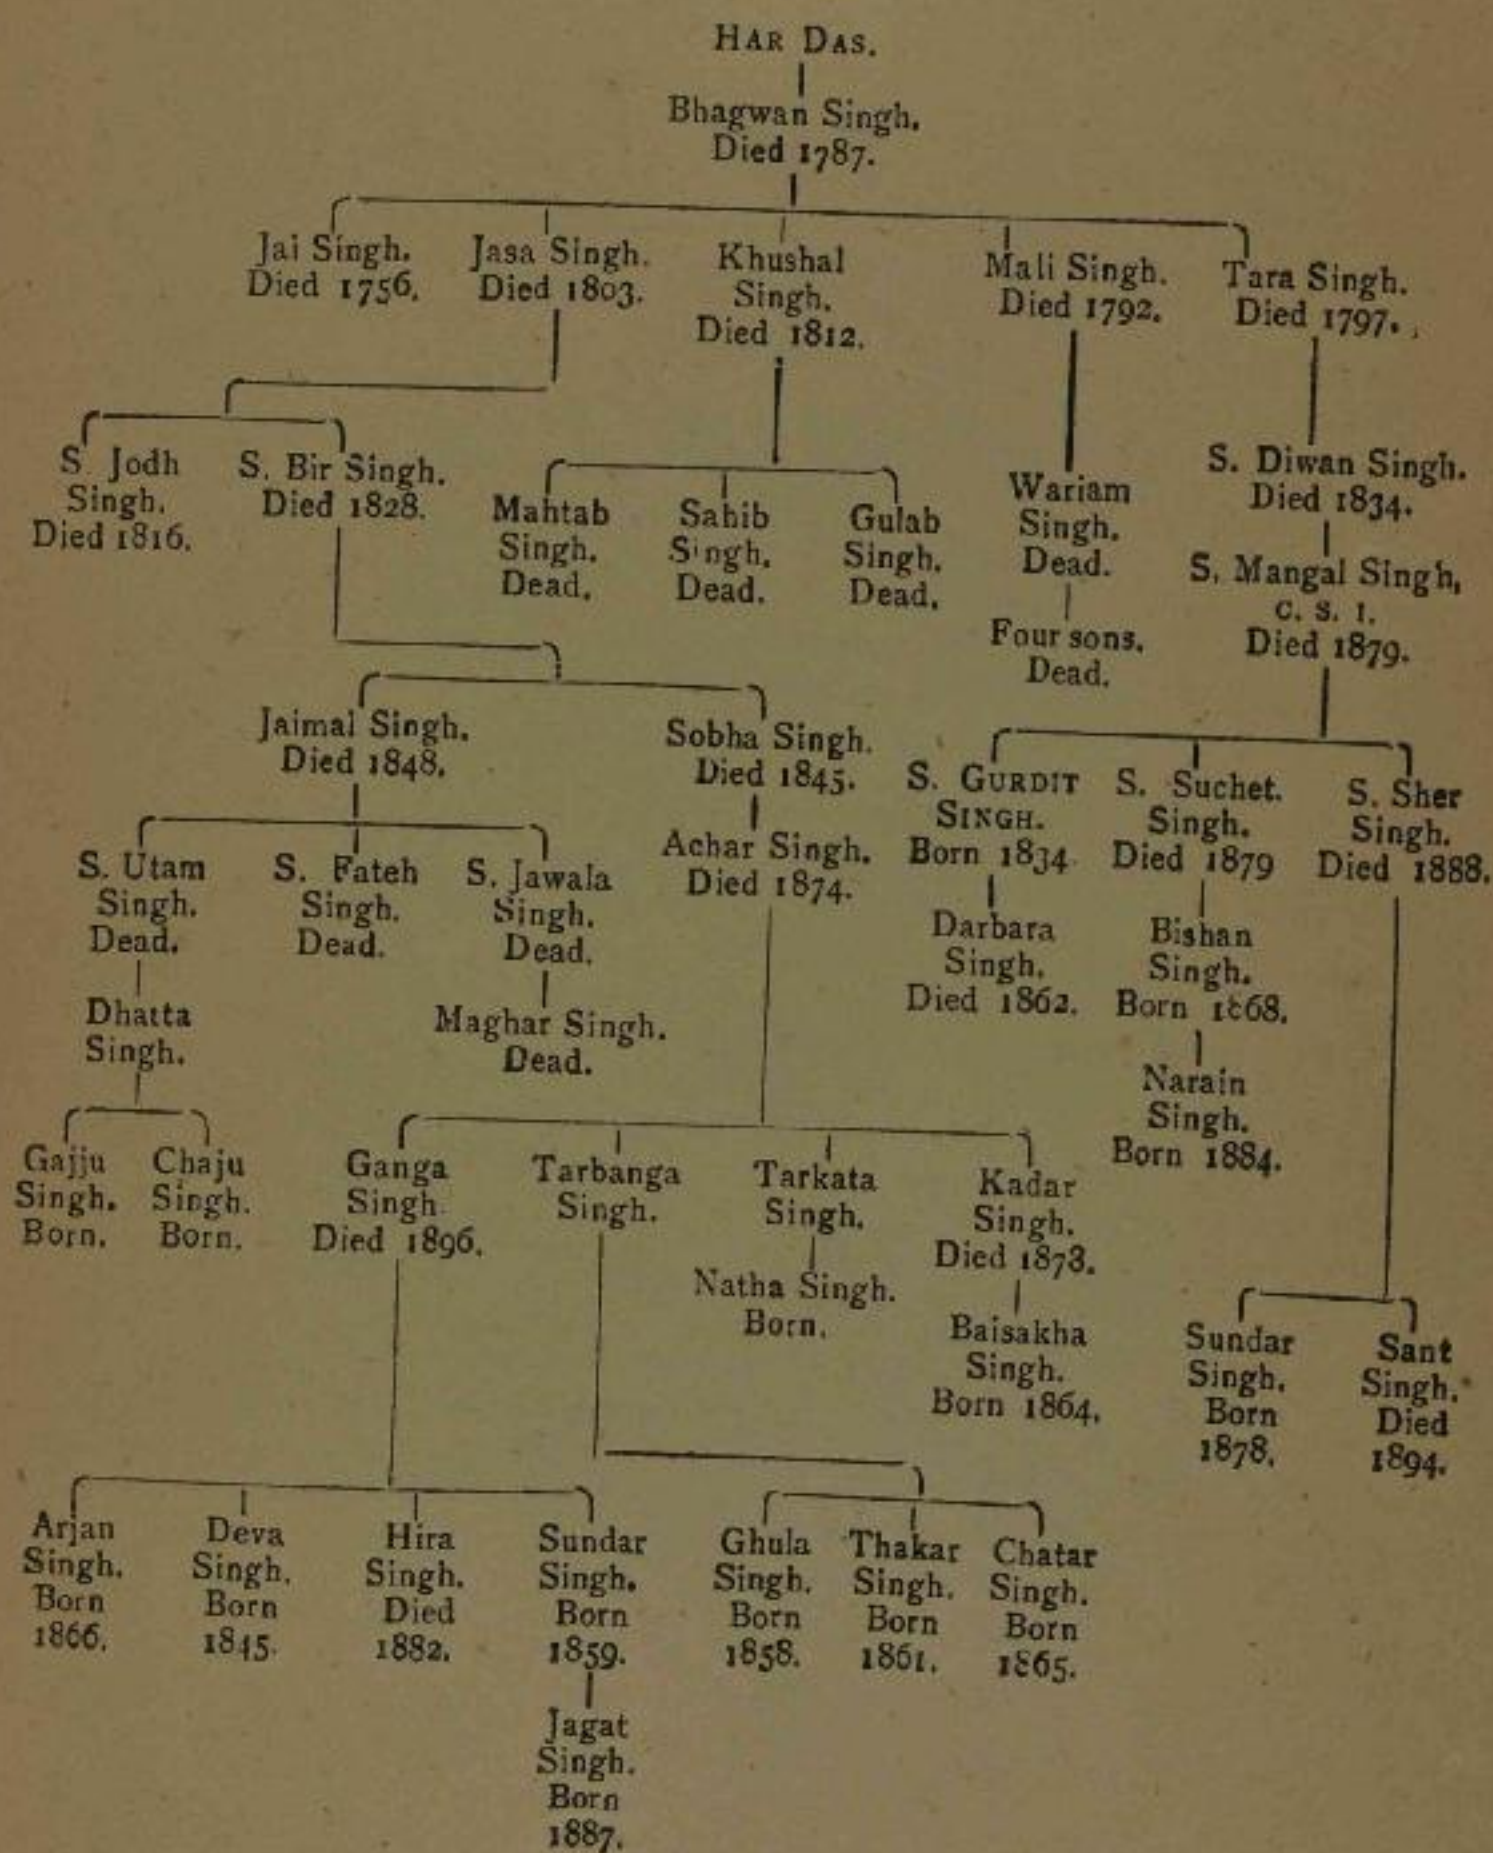 HAR DAS.
Bhagwan Singh.
Died 1787.
Jai Singh.
Died 1756.
Jasa Singh.
Died 1803.
Khushal
Singh.
Died 1812.
Mali Singh.
Died 1792.
Tara Singh.
Died 1797.
S. Jodh
Singh.
Died 1816.
S. Bir Singh.
Died 1828.
Mahtab
Singh.
Dead.
Sahib
Singh.
Dead.
Gulab
Singh.
Dead.
Wariam
Singh.
Dead.
Four sons.
Dead.
S. Diwan Singh.
Died 1834.
S. Mangal Singh,
C. S. I.
Died 1879.
Jaimal Singh.
Died 1848.
Sobha Singh.
Died 1845.
S. GURDIT
SINGH.
Born 1834
S. Suchet.
Singh.
Died 1879
S. Sher
Singh.
Died 1888.
S. Utam
Singh.
Dead.
S. Fateh
Singh.
Dead.
S. Jawala
Singh.
Dead.
Achar Singh.
Died 1874.
Darbara
Singh.
Died 1862.
Bishan
Singh.
Born 1868.
Dhatta
Singh.
Maghar Singh.
Dead.
Narain
Singh.
Born 1884.
Gajju
Singh.
Born.
Chaju
Singh.
Born.
Ganga
Singh
Died 1896.
Tarbanga
Singh.
Tarkata
Singh.
Kadar
Singh.
Died 1878.
Natha Singh.
Born.
Baisakha
Singh.
Born 1864.
Sundar
Singh.
Born
1878.
Sant
Singh.
Died
1894.
Arjan
Singh.
Born
1866.
Deva
Singh.
Born
1845.
Hira
Singh.
Died
1882.
Sundar
Singh.
Born
1859.
Ghula
Singh.
Born
1858.
Thakar
Singh.
Born
1861.
Chatar
Singh.
Born
1865.
Jagat
Singh.
Born
1887.